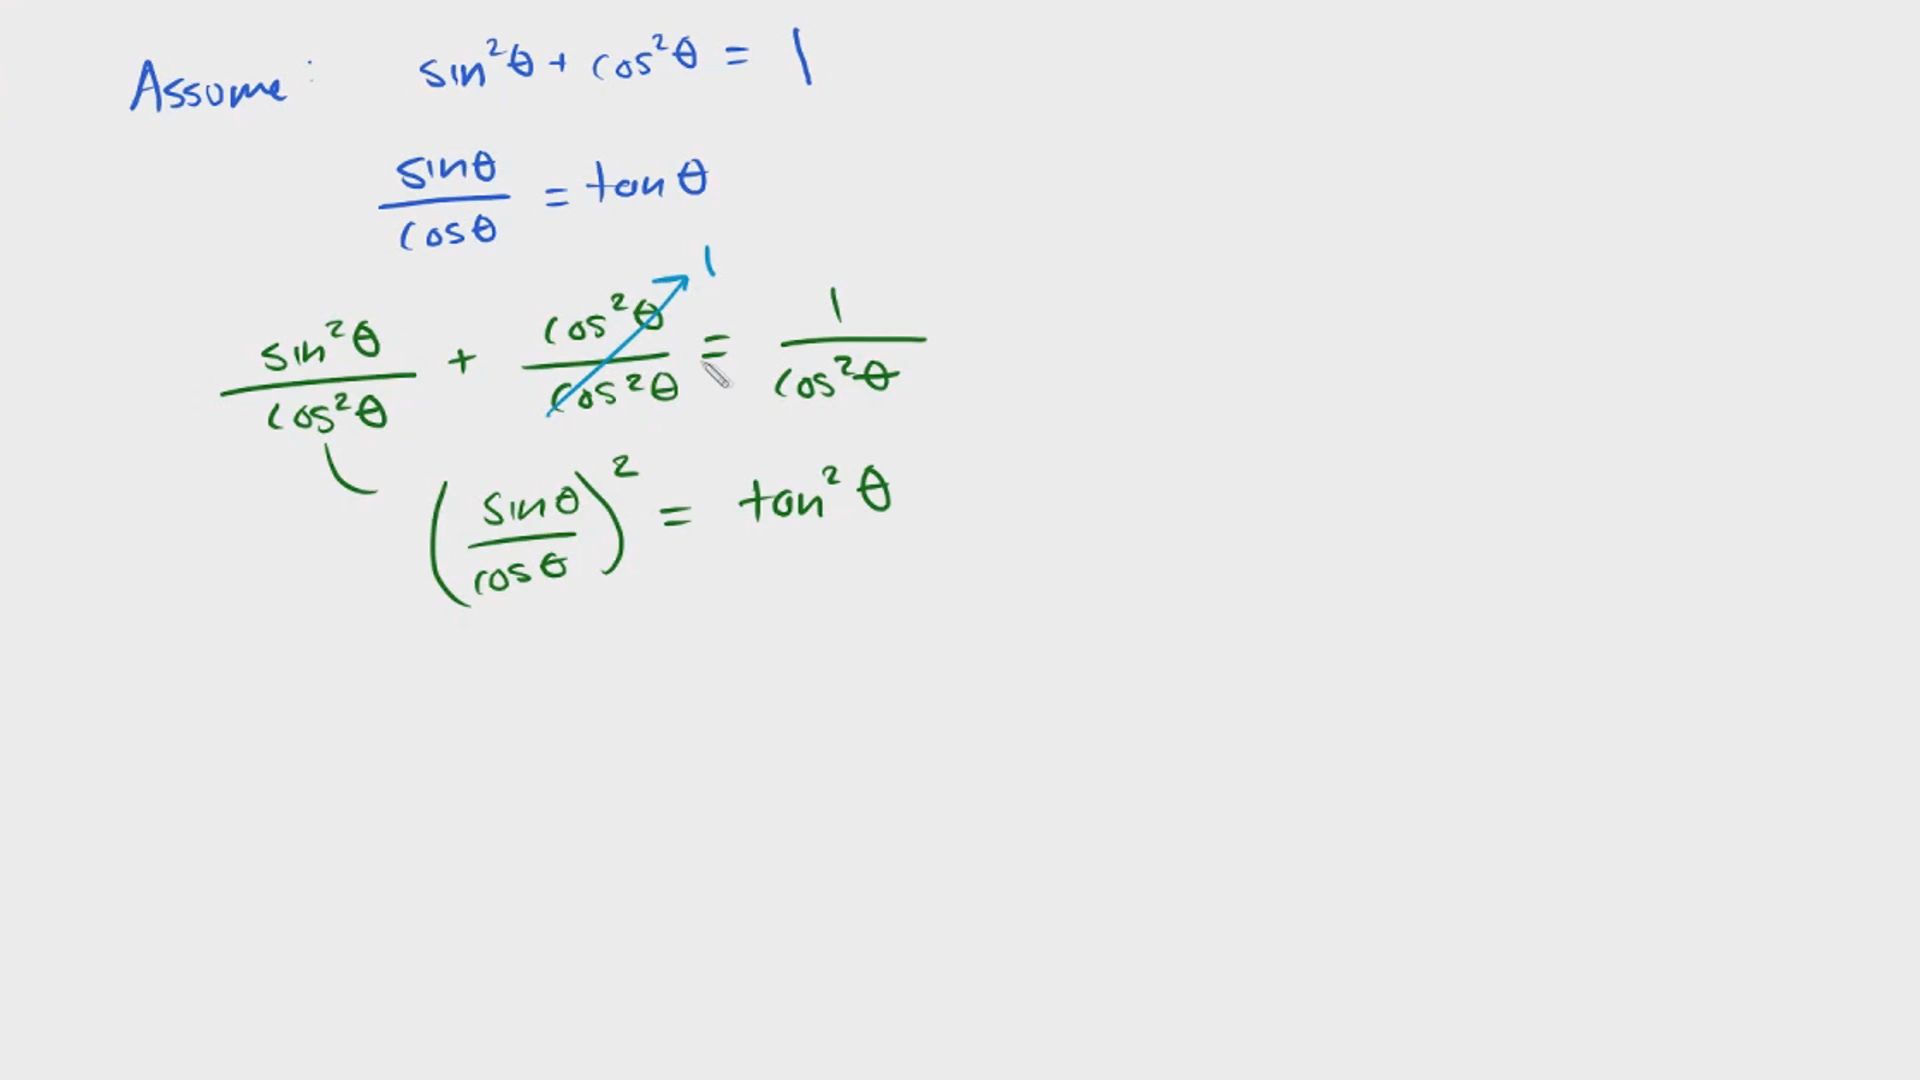 Assume: sin²θ + cos²θ = 1
sinθ/cosθ = tanθ
1
sin²θ/cos²θ + cos²θ/cos²θ = 1/cos²θ
(sinθ/cosθ)² = tan²θ